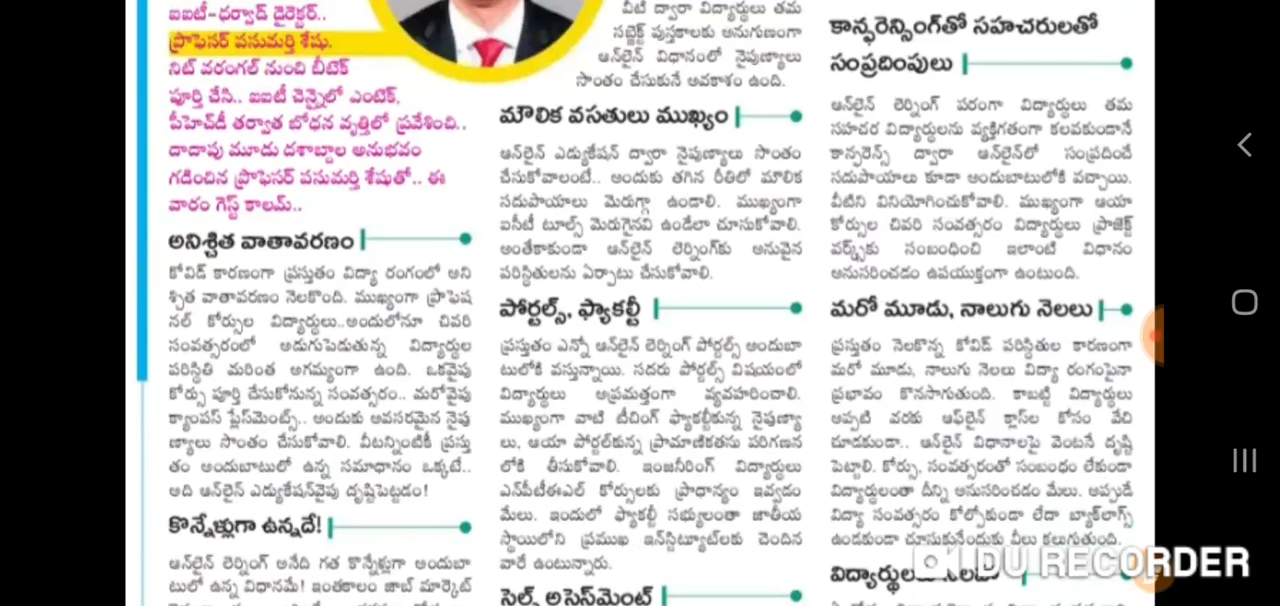 ఐఐటీ-ధర్వాడ్ డైరెక్టర్..
ప్రొఫెసర్ పసుమర్తి శేషు.
నిట్ వరంగల్ నుంచి బీటెక్
పూర్తి చేసి.. ఐఐటీ చెన్నైలో ఎంటెక్,
పీహెచ్‌డీ తర్వాత బోధన వృత్తిలో ప్రవేశించి..
దాదాపు మూడు దశాబ్దాల అనుభవం
గడించిన ప్రొఫెసర్ పసుమర్తి శేషుతో.. ఈ
వారం గెస్ట్ కాలమ్..
అనిశ్చిత వాతావరణం
కోవిడ్ కారణంగా ప్రస్తుతం విద్యా రంగంలో అని
శ్చిత వాతావరణం నెలకొంది. ముఖ్యంగా ప్రొఫెష
నల్ కోర్సుల విద్యార్థులు..అందులోనూ చివరి
సంవత్సరంలో అడుగుపెడుతున్న విద్యార్థుల
పరిస్థితి మరింత అగమ్యంగా ఉంది. ఒకవైపు
కోర్సు పూర్తి చేసుకోనున్న సంవత్సరం.. మరోవైపు
క్యాంపస్ ప్లేస్‌మెంట్స్.. అందుకు అవసరమైన నైపు
ణ్యాలు సొంతం చేసుకోవాలి. వీటన్నింటికీ ప్రస్తు
తం అందుబాటులో ఉన్న సమాధానం ఒక్కటే..
అది ఆన్‌లైన్ ఎడ్యుకేషన్‌వైపు దృష్టిపెట్టడం!
కొన్నేళ్లుగా ఉన్నదే!
ఆన్‌లైన్ లెర్నింగ్ అనేది గత కొన్నేళ్లుగా అందుబా
టులో ఉన్న విధానమే! ఇంతకాలం జాబ్ మార్కెట్
వీటి ద్వారా విద్యార్థులు తమ
సబ్జెక్ట్ పుస్తకాలకు అనుగుణంగా
ఆన్‌లైన్ విధానంలో నైపుణ్యాలు
సొంతం చేసుకునే అవకాశం ఉంది.
మౌలిక వసతులు ముఖ్యం
ఆన్‌లైన్ ఎడ్యుకేషన్ ద్వారా నైపుణ్యాలు సొంతం
చేసుకోవాలంటే.. అందుకు తగిన రీతిలో మౌలిక
సదుపాయాలు మెరుగ్గా ఉండాలి. ముఖ్యంగా
ఐసీటీ టూల్స్ మెరుగైనవి ఉండేలా చూసుకోవాలి.
అంతేకాకుండా ఆన్‌లైన్ లెర్నింగ్‌కు అనువైన
పరిస్థితులను ఏర్పాటు చేసుకోవాలి.
పోర్టల్స్, ఫ్యాకల్టీ
ప్రస్తుతం ఎన్నో ఆన్‌లైన్ లెర్నింగ్ పోర్టల్స్ అందుబా
టులోకి వస్తున్నాయి. సదరు పోర్టల్స్ విషయంలో
విద్యార్థులు అప్రమత్తంగా వ్యవహరించాలి.
ముఖ్యంగా వాటి టీచింగ్ ఫ్యాకల్టీకున్న నైపుణ్యా
లు, ఆయా పోర్టల్‌కున్న ప్రామాణికతను పరిగణన
లోకి తీసుకోవాలి. ఇంజనీరింగ్ విద్యార్థులు
ఎన్‌పీటీఈఎల్ కోర్సులకు ప్రాధాన్యం ఇవ్వడం
మేలు. ఇందులో ఫ్యాకల్టీ సభ్యులంతా జాతీయ
స్థాయిలోని ప్రముఖ ఇన్‌స్టిట్యూట్‌లకు చెందిన
వారే ఉంటున్నారు.
సెల్ఫ్ అసెస్‌మెంట్
కాన్ఫరెన్సింగ్‌తో సహచరులతో
సంప్రదింపులు
ఆన్‌లైన్ లెర్నింగ్ పరంగా విద్యార్థులు తమ
సహచర విద్యార్థులను వ్యక్తిగతంగా కలవకుండానే
కాన్ఫరెన్స్ ద్వారా ఆన్‌లైన్‌లో సంప్రదించే
సదుపాయాలు కూడా అందుబాటులోకి వచ్చాయి.
వీటిని వినియోగించుకోవాలి. ముఖ్యంగా ఆయా
కోర్సుల చివరి సంవత్సరం విద్యార్థులు ప్రాజెక్ట్
వర్క్స్‌కు సంబంధించి ఇలాంటి విధానం
అనుసరించడం ఉపయుక్తంగా ఉంటుంది.
మరో మూడు, నాలుగు నెలలు
ప్రస్తుతం నెలకొన్న కోవిడ్ పరిస్థితుల కారణంగా
మరో మూడు, నాలుగు నెలలు విద్యా రంగంపైనా
ప్రభావం కొనసాగుతుంది. కాబట్టి విద్యార్థులు
అప్పటి వరకు ఆఫ్‌లైన్ క్లాస్‌ల కోసం వేచి
చూడకుండా.. ఆన్‌లైన్ విధానాలపై వెంటనే దృష్టి
పెట్టాలి. కోర్సు, సంవత్సరంతో సంబంధం లేకుండా
విద్యార్థులంతా దీన్ని అనుసరించడం మేలు. అప్పుడే
విద్యా సంవత్సరం కోల్పోకుండా లేదా బ్యాక్‌లాగ్స్
ఉండకుండా చూసుకునేందుకు వీలు కలుగుతుంది.
DU RECORDER